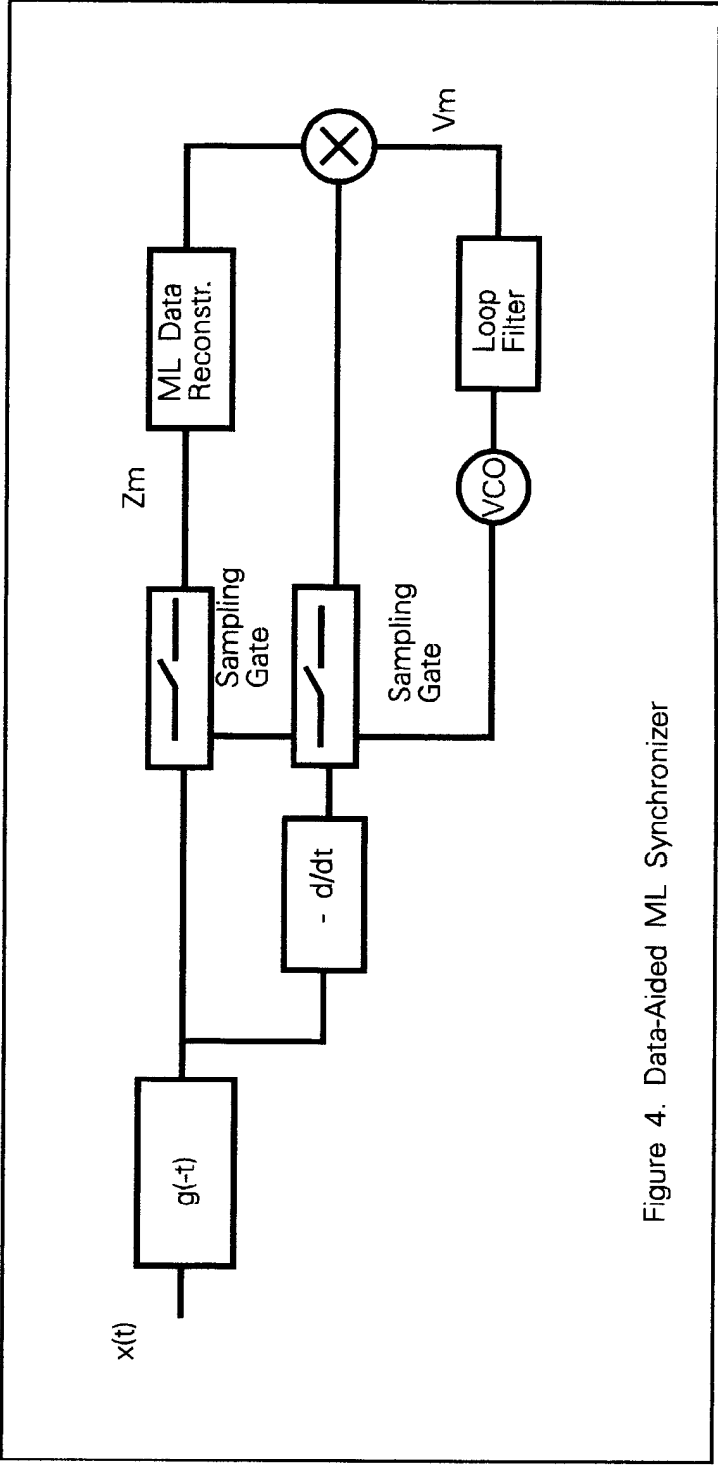 x(t)
g(-t)
- d/dt
Sampling
Gate
Zm
ML Data
Reconstr.
Sampling
Gate
VCO
Loop
Filter
Vm
Figure 4. Data-Aided ML Synchronizer